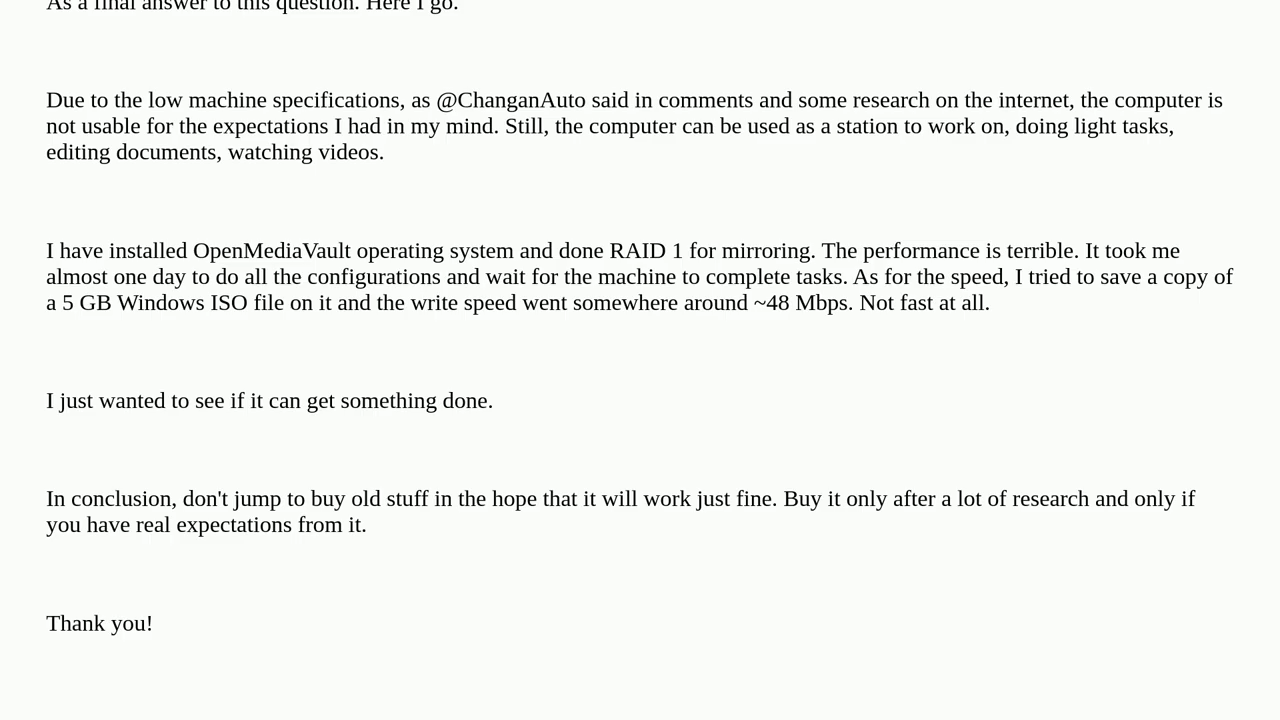 As a final answer to this question. Here I go.
Due to the low machine specifications, as @ChanganAuto said in comments and some research on the internet, the computer is
not usable for the expectations I had in my mind. Still, the computer can be used as a station to work on, doing light tasks,
editing documents, watching videos.
I have installed OpenMediaVault operating system and done RAID 1 for mirroring. The performance is terrible. It took me
almost one day to do all the configurations and wait for the machine to complete tasks. As for the speed, I tried to save a copy of
a 5 GB Windows ISO file on it and the write speed went somewhere around ~48 Mbps. Not fast at all.
I just wanted to see if it can get something done.
In conclusion, don't jump to buy old stuff in the hope that it will work just fine. Buy it only after a lot of research and only if
you have real expectations from it.
Thank you!